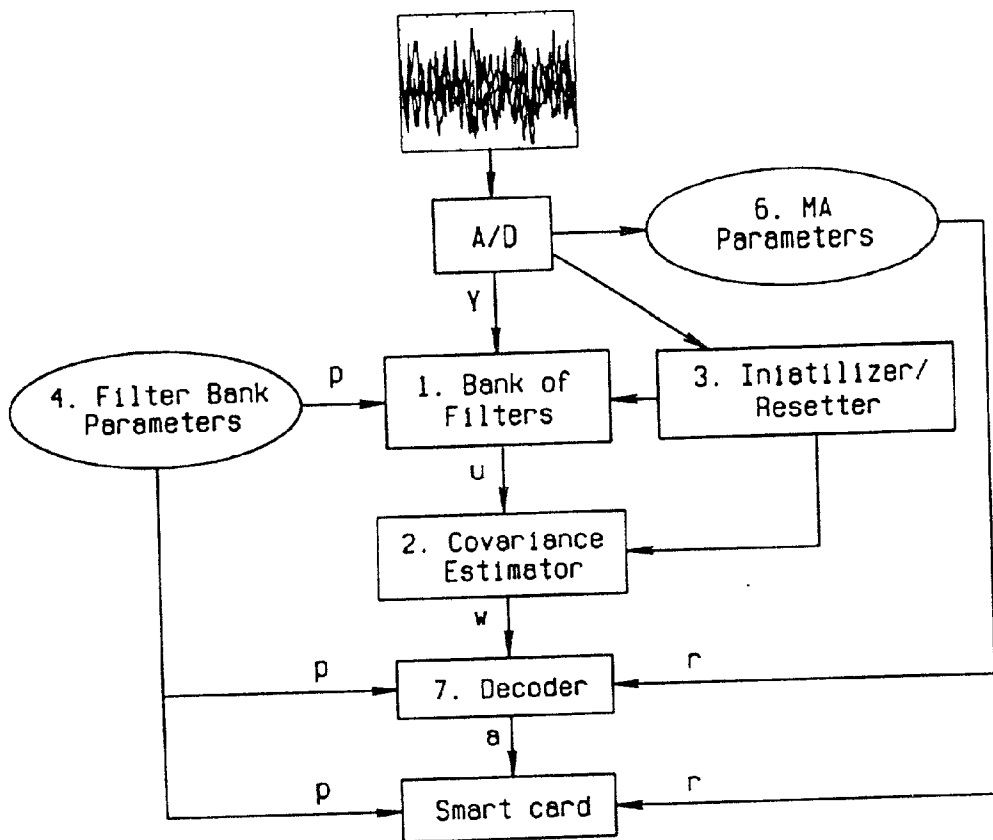 6. MA
Parameters
A/D
Y
3. Iniatilizer/
Resetter
p
1. Bank of
Filters
4. Filter Bank
Parameters
u
2. Covariance
Estimator
w
p
r
7. Decoder
a
p
r
Smart card